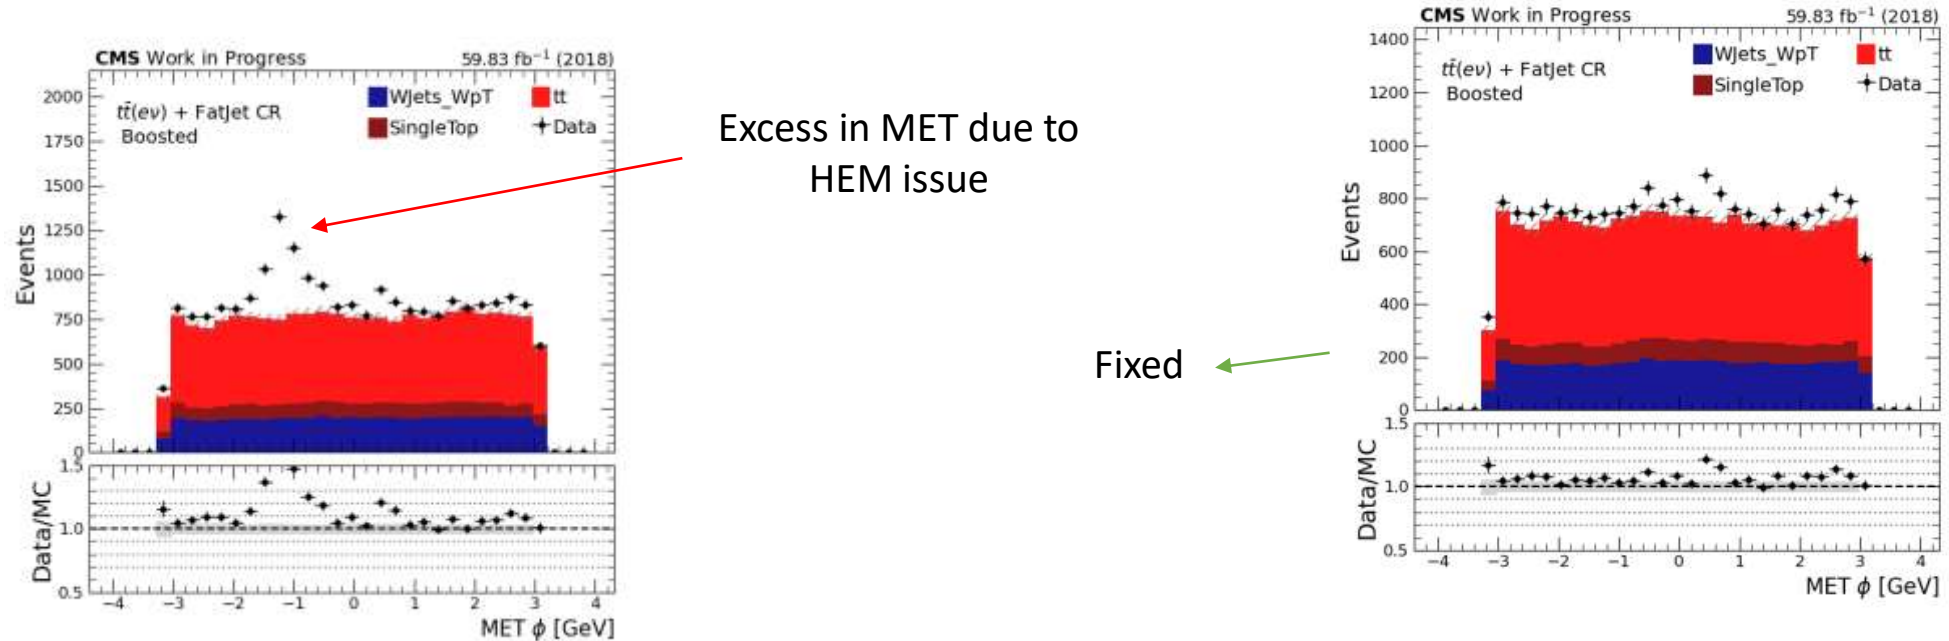 CMS Work in Progress 59.83 fb⁻¹ (2018)
tt̄(eν) + FatJet CR
Boosted
WJets_WpT tt
SingleTop Data
Events
2000
1750
1500
1250
1000
750
500
250
0
Data/MC
1.5
1.0
0.5
−4 −3 −2 −1 0 1 2 3 4
MET ϕ [GeV]
Excess in MET due to
HEM issue
Fixed
CMS Work in Progress 59.83 fb⁻¹ (2018)
tt̄(eν) + FatJet CR
Boosted
WJets_WpT tt
SingleTop Data
Events
1400
1200
1000
800
600
400
200
0
Data/MC
1.5
1.0
0.5
−4 −3 −2 −1 0 1 2 3 4
MET ϕ [GeV]